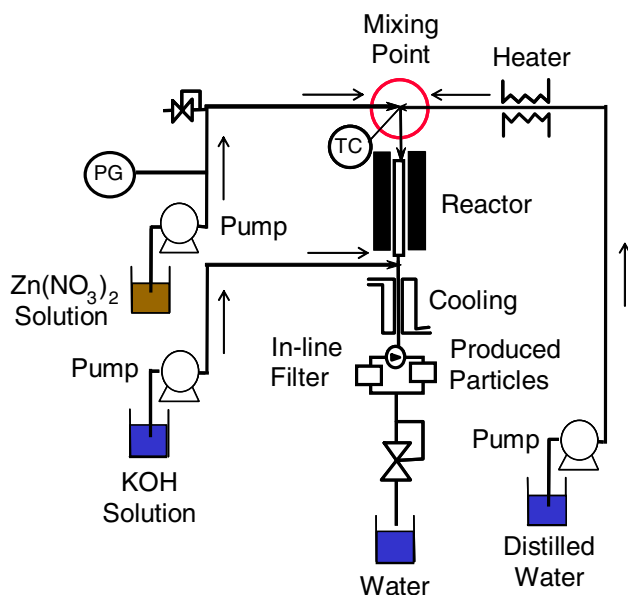 Mixing
Point
Heater
TC
PG
Reactor
Pump
Zn(NO3)2
Solution
Cooling
In-line
Filter
Produced
Particles
Pump
KOH
Solution
Pump
Water
Distilled
Water